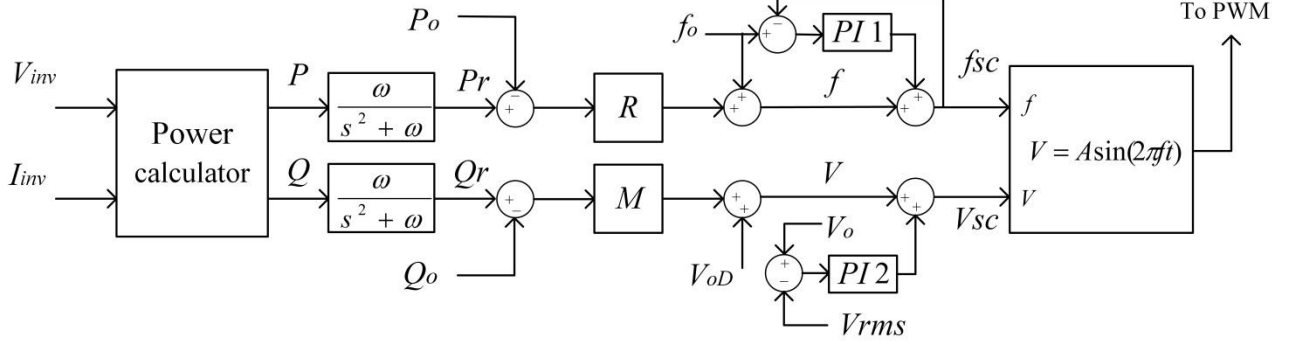 To PWM
Po
fo
PI 1
fsc
Vinv
P
ω
s² + ω
Pr
R
f
f
Power
calculator
V = Asin(2πft)
Iinv
Q
ω
s² + ω
Qr
M
V
V
Vsc
Vo
Qo
VoD
PI 2
Vrms